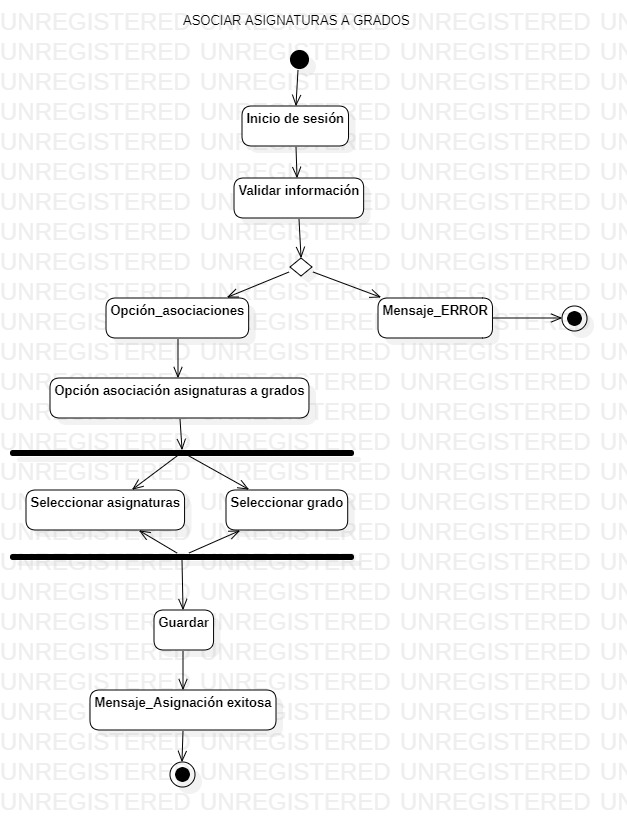 ASOCIAR ASIGNATURAS A GRADOS
Inicio de sesión
Validar información
Opción_asociaciones
Mensaje_ERROR
Opción asociación asignaturas a grados
Seleccionar asignaturas
Seleccionar grado
Guardar
Mensaje_Asignación exitosa
UNREGISTERED